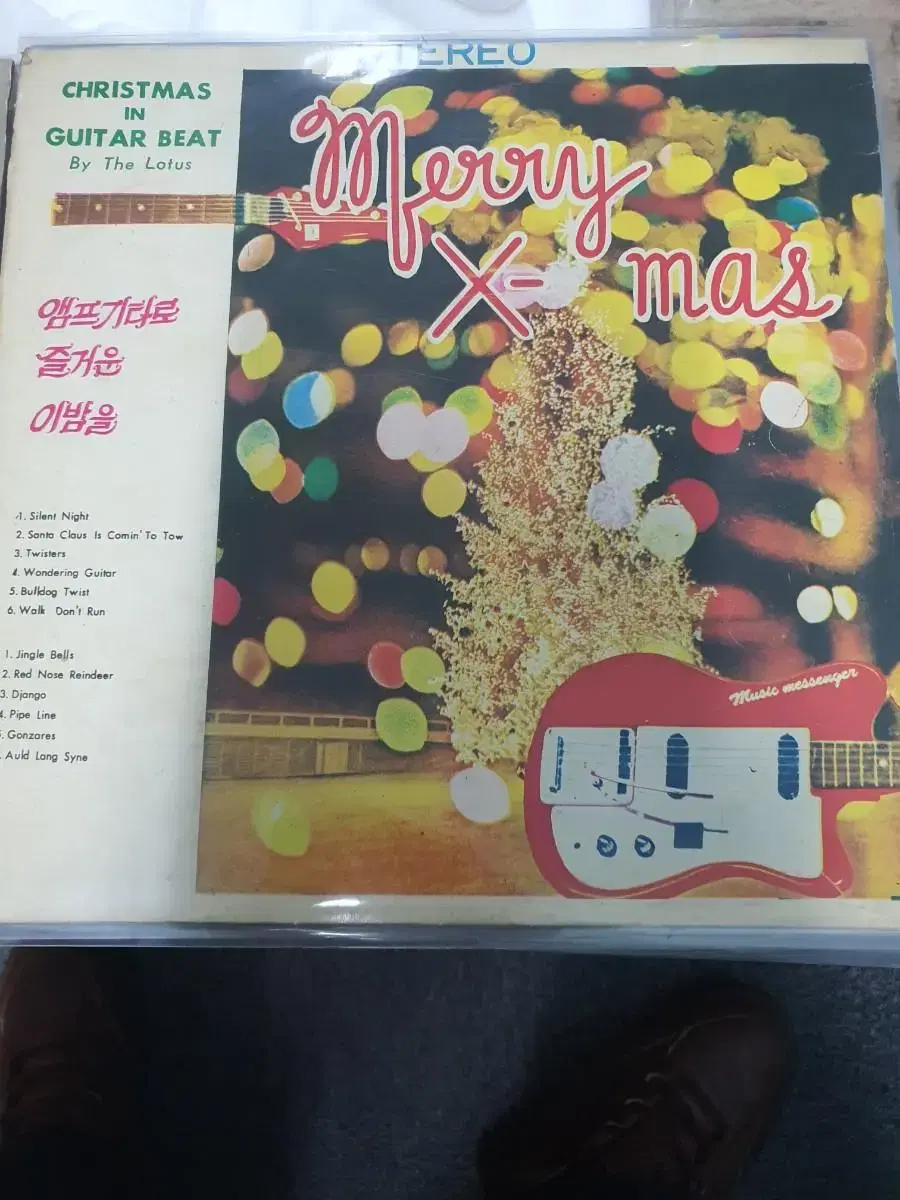 STEREO
CHRISTMAS
IN
GUITAR BEAT
By The Lotus
Merry
X-mas
앰프기타로
즐거운
이밤을
1. Silent Night
2. Santa Claus Is Comin' To Tow
3. Twisters
4. Wondering Guitar
5. Bulldog Twist
6. Walk Don't Run
1. Jingle Bells
2. Red Nose Reindeer
3. Django
4. Pipe Line
5. Gonzares
. Auld Lang Syne
Music messenger